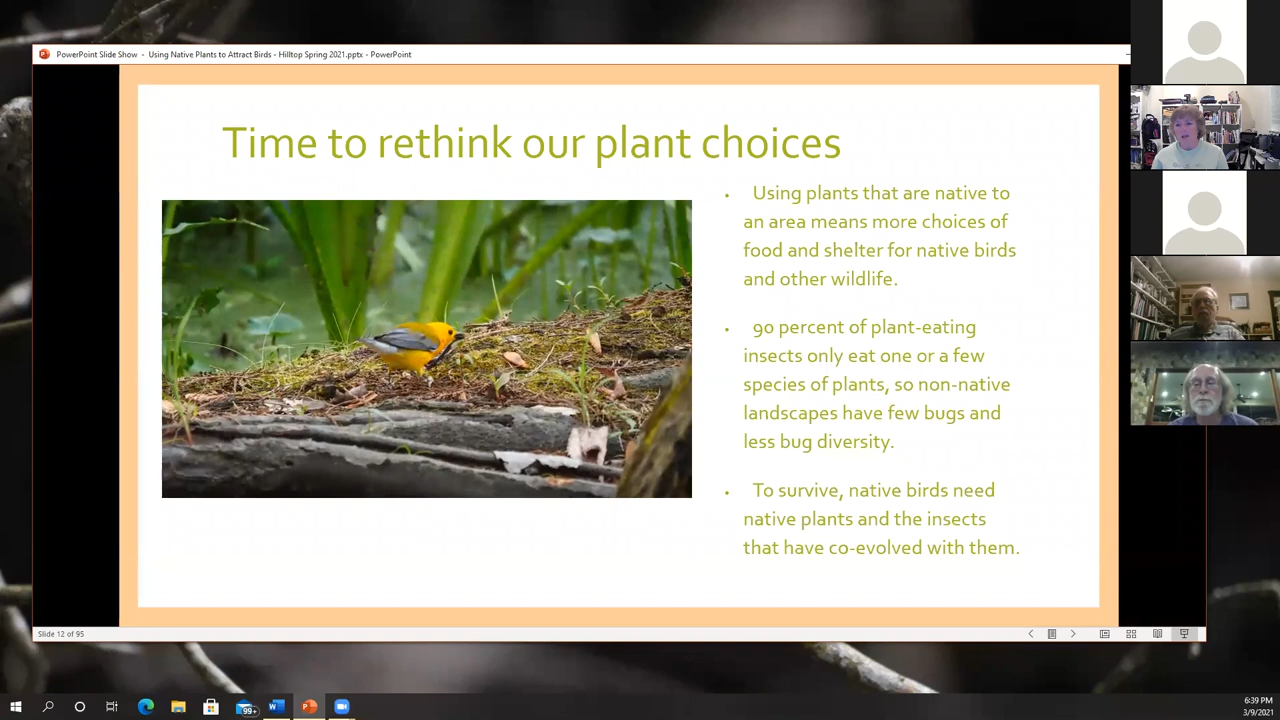 PowerPoint Slide Show - Using Native Plants to Attract Birds - Hilltop Spring 2021.pptx - PowerPoint
Time to rethink our plant choices
• Using plants that are native to
an area means more choices of
food and shelter for native birds
and other wildlife.
• 90 percent of plant-eating
insects only eat one or a few
species of plants, so non-native
landscapes have few bugs and
less bug diversity.
• To survive, native birds need
native plants and the insects
that have co-evolved with them.
Slide 12 of 95
99+
6:39 PM
3/9/2021